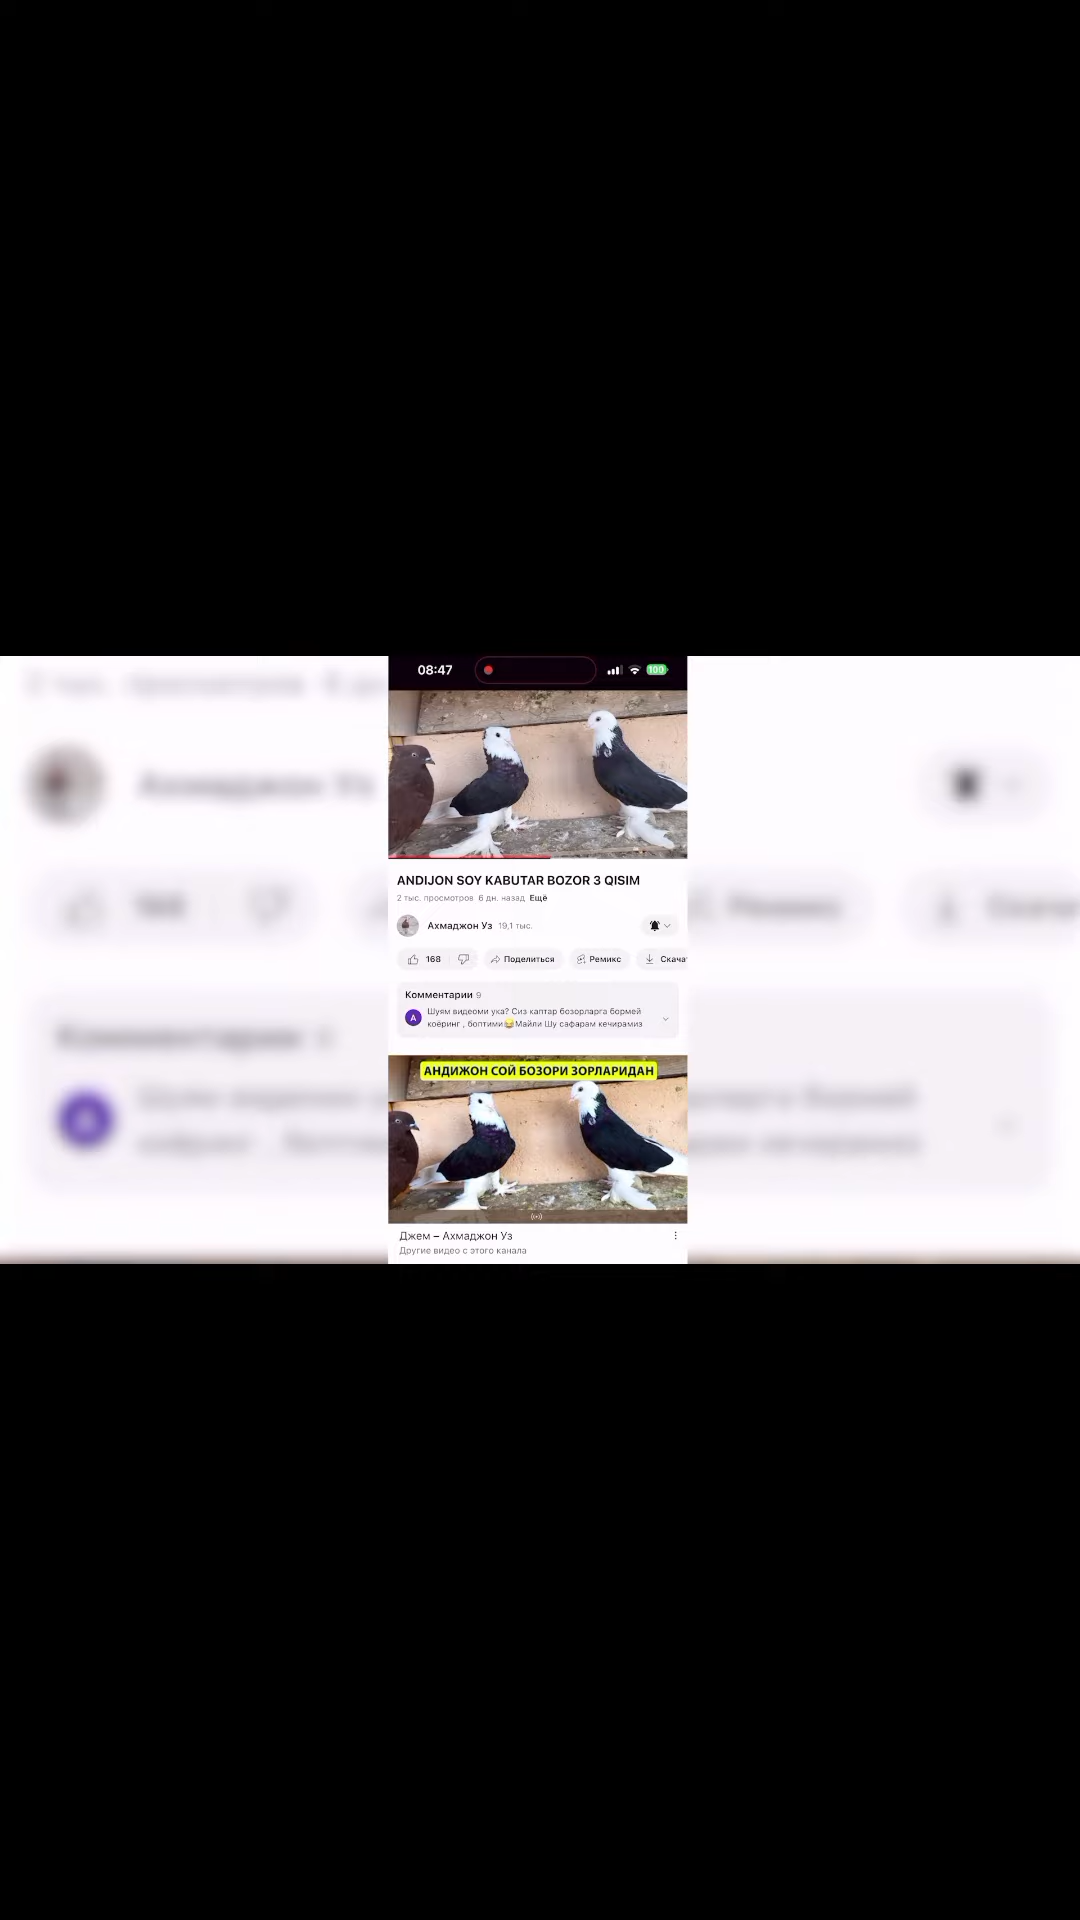 08:47
100
ANDIJON SOY KABUTAR BOZOR 3 QISIM
2 тыс. просмотров 6 дн. назад Ещё
Ахмаджон Уз 19,1 тыс.
168 Поделиться Ремикс Скачат
Комментарии 9
A
Шуям видеоми ука? Сиз каптар бозорларга бормей
коёринг , боптими😂Майли Шу сафарам кечирамиз
АНДИЖОН СОЙ БОЗОРИ ЗОРЛАРИДАН
Джем – Ахмаджон Уз
Другие видео с этого канала